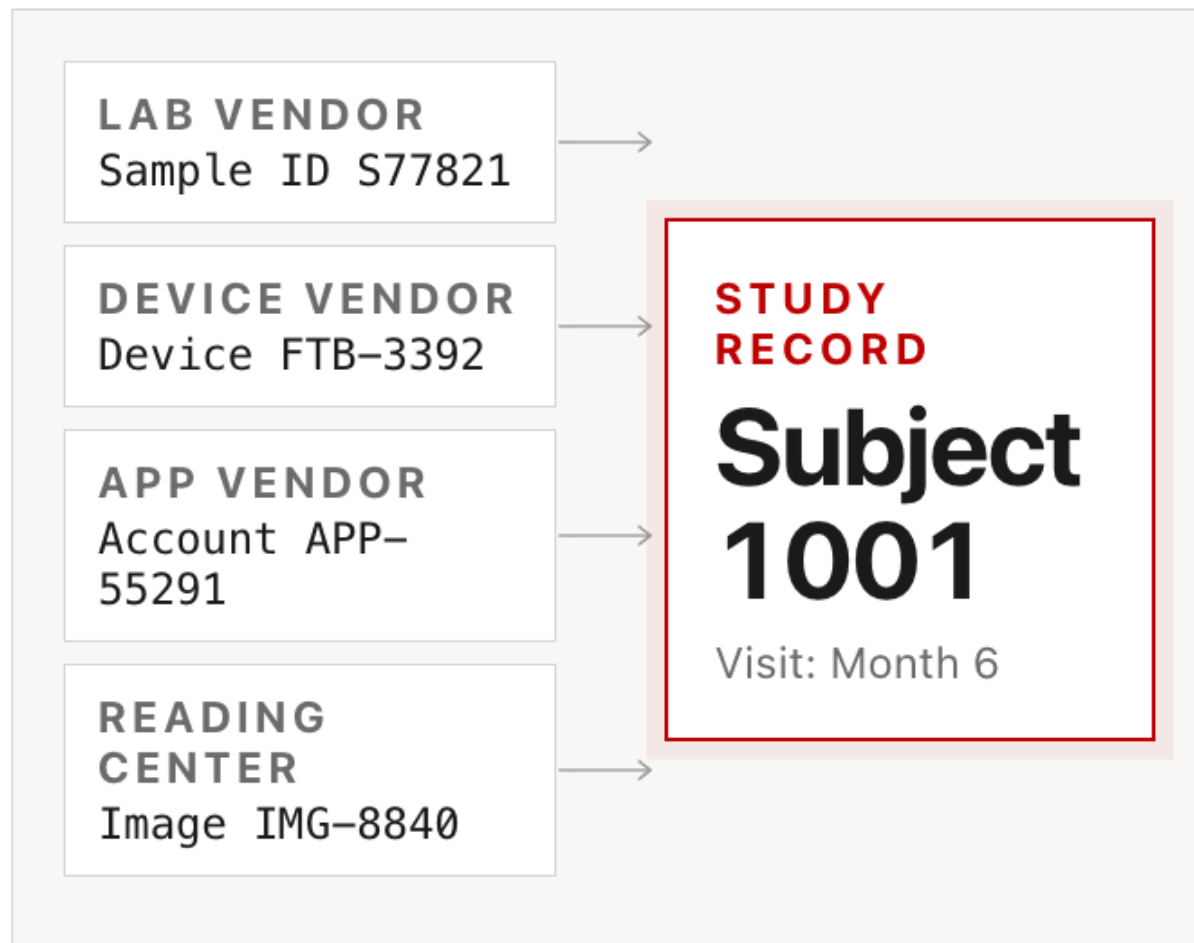 LAB VENDOR
Sample ID S77821
DEVICE VENDOR
Device FTB–3392
APP VENDOR
Account APP–
55291
READING
CENTER
Image IMG–8840
STUDY
RECORD
Subject
1001
Visit: Month 6